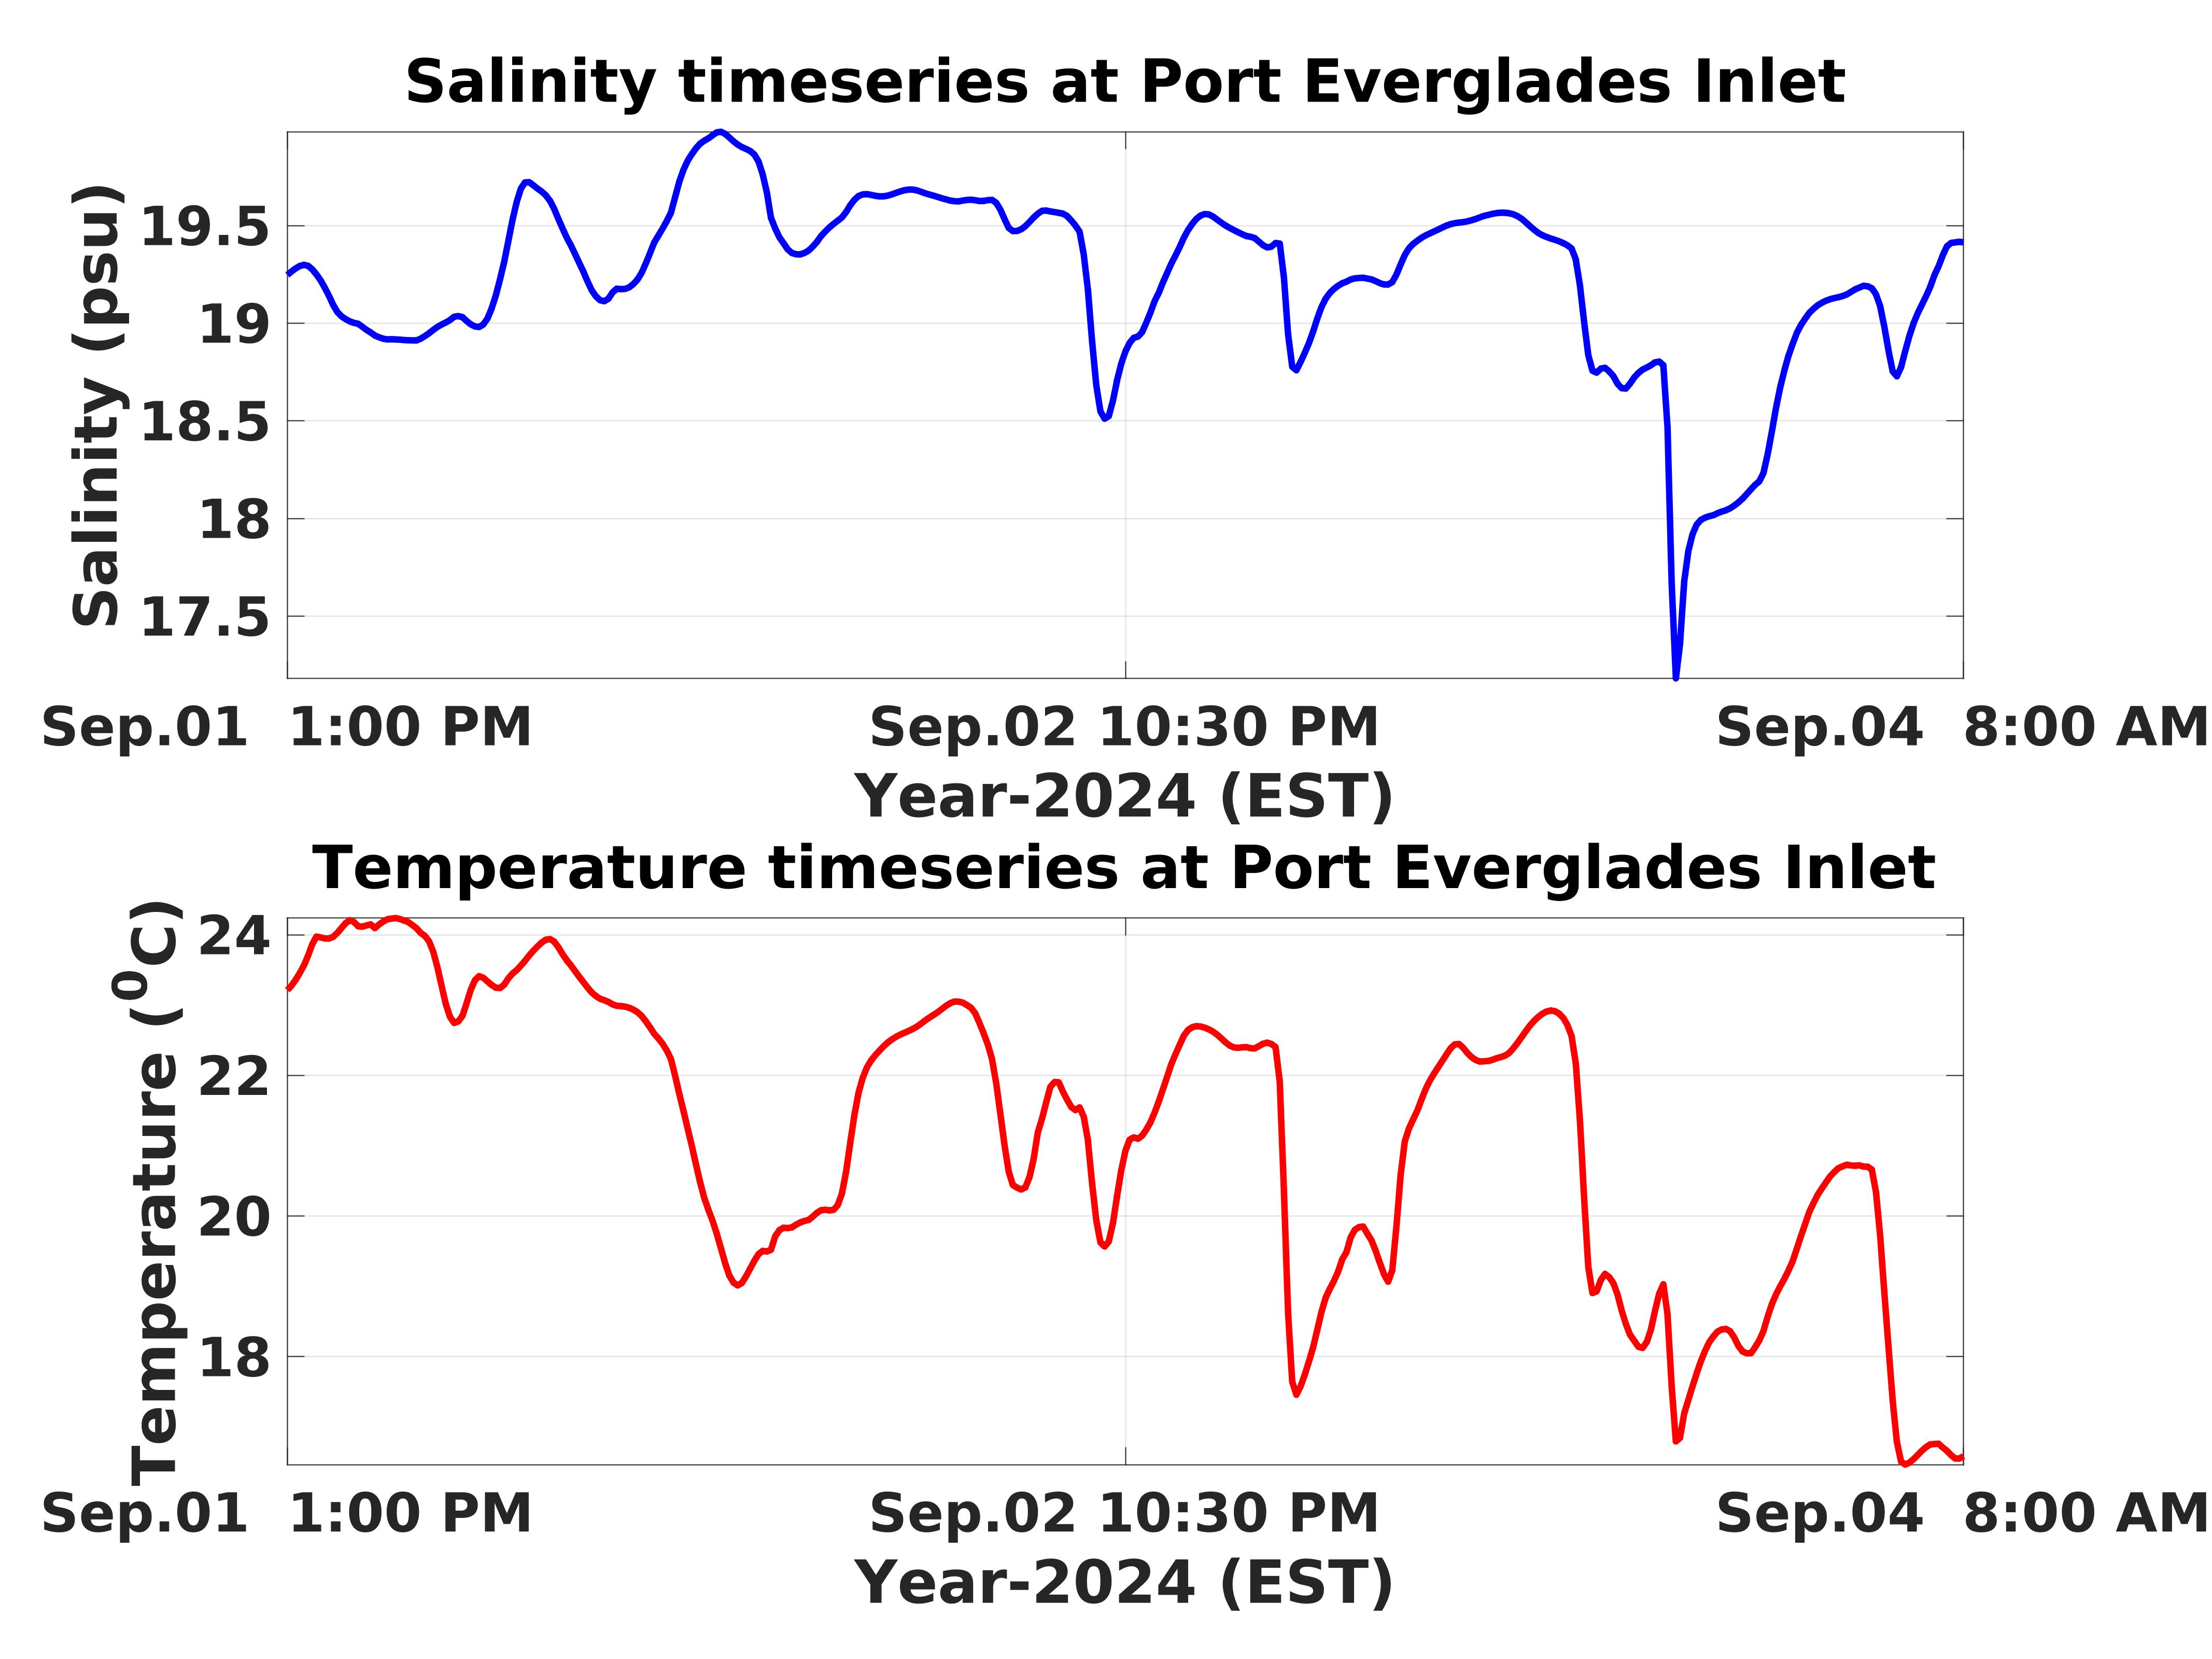 Salinity timeseries at Port Everglades Inlet
Salinity (psu)
19.5
19
18.5
18
17.5
Sep.01  1:00 PM
Sep.02 10:30 PM
Sep.04  8:00 AM
Year-2024 (EST)
Temperature timeseries at Port Everglades Inlet
Temperature (⁰C)
24
22
20
18
Sep.01  1:00 PM
Sep.02 10:30 PM
Sep.04  8:00 AM
Year-2024 (EST)